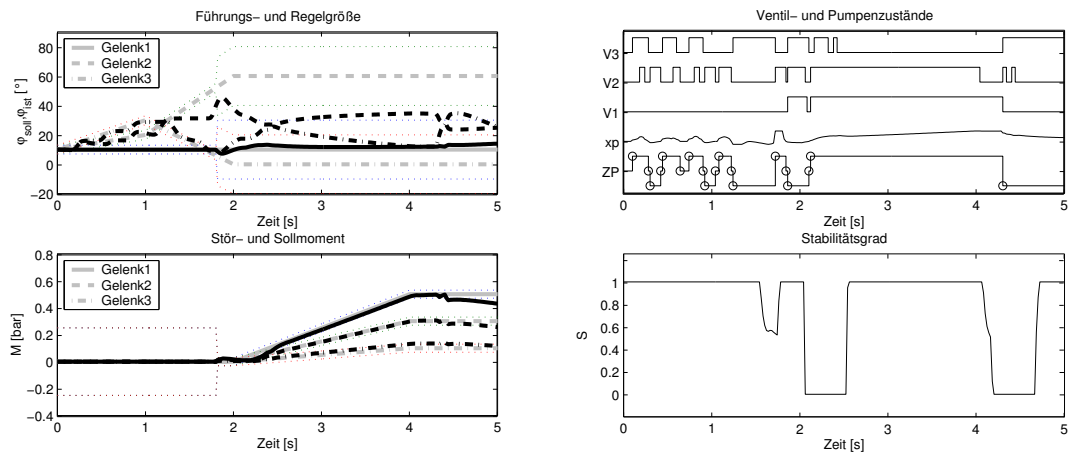 Führungs− und Regelgröße
φsoll,φist [°]
80
60
40
20
0
−20
Gelenk1
Gelenk2
Gelenk3
0 1 2 3 4 5
Zeit [s]
Ventil− und Pumpenzustände
V3
V2
V1
xp
ZP
0 1 2 3 4 5
Zeit [s]
Stör− und Sollmoment
M [bar]
0.8
0.6
0.4
0.2
0
−0.2
−0.4
Gelenk1
Gelenk2
Gelenk3
0 1 2 3 4 5
Zeit [s]
Stabilitätsgrad
S
1
0.8
0.6
0.4
0.2
0
0 1 2 3 4 5
Zeit [s]